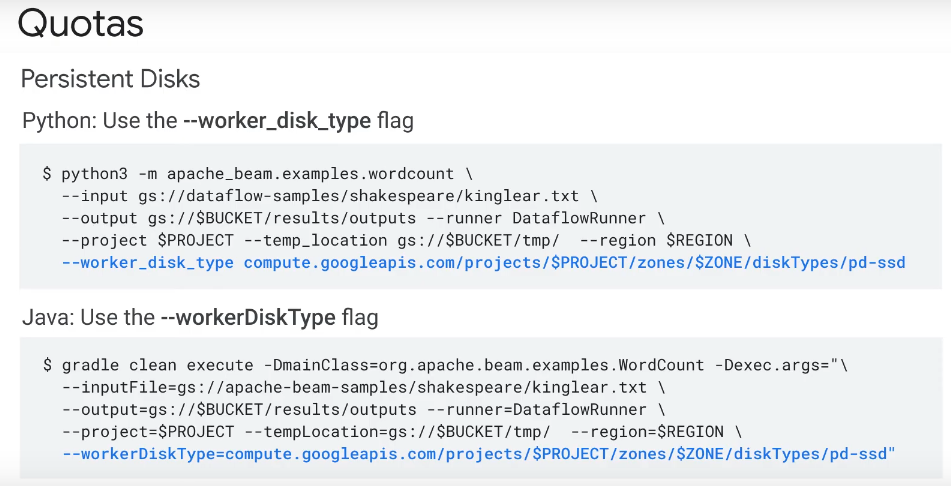 Quotas
Persistent Disks
Python: Use the --worker_disk_type flag
$ python3 -m apache_beam.examples.wordcount \
--input gs://dataflow-samples/shakespeare/kinglear.txt \
--output gs://$BUCKET/results/outputs --runner DataflowRunner \
--project $PROJECT --temp_location gs://$BUCKET/tmp/ --region $REGION \
--worker_disk_type compute.googleapis.com/projects/$PROJECT/zones/$ZONE/diskTypes/pd-ssd
Java: Use the --workerDiskType flag
$ gradle clean execute -DmainClass=org.apache.beam.examples.WordCount -Dexec.args="\
--inputFile=gs://apache-beam-samples/shakespeare/kinglear.txt \
--output=gs://$BUCKET/results/outputs --runner=DataflowRunner \
--project=$PROJECT --tempLocation=gs://$BUCKET/tmp/ --region=$REGION \
--workerDiskType=compute.googleapis.com/projects/$PROJECT/zones/$ZONE/diskTypes/pd-ssd"